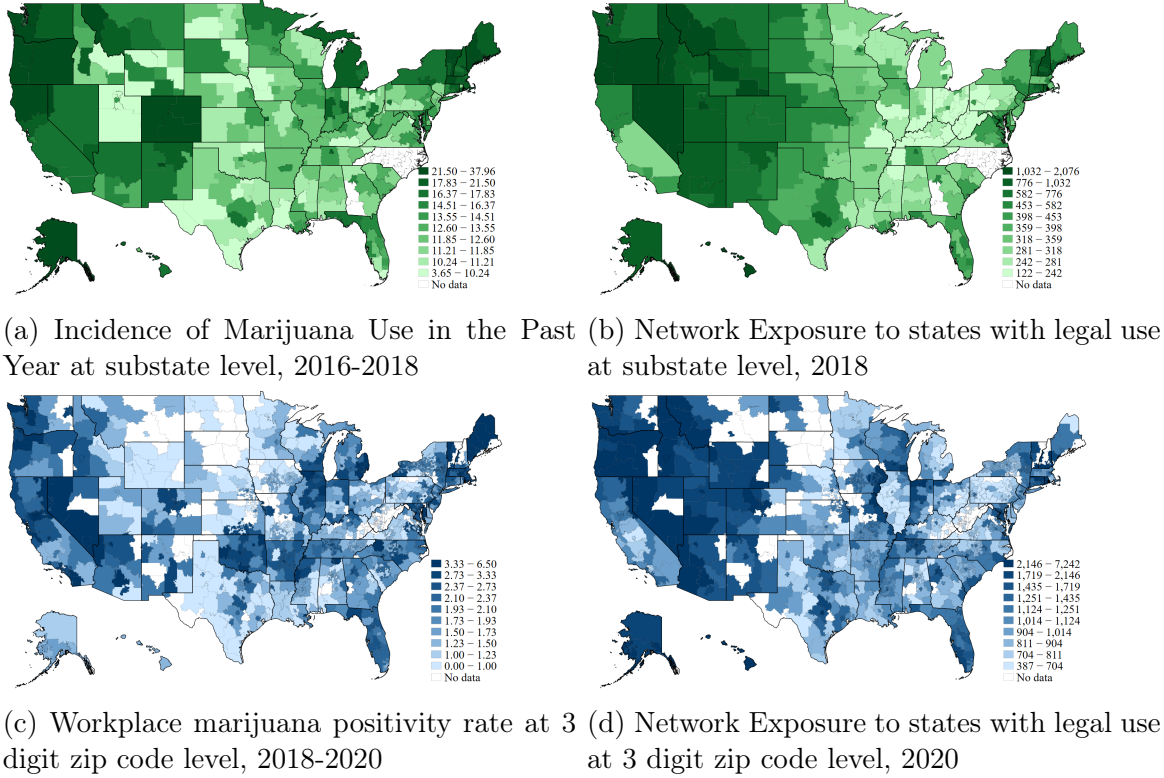 21.50 − 37.96
17.83 − 21.50
16.37 − 17.83
14.51 − 16.37
13.55 − 14.51
12.60 − 13.55
11.85 − 12.60
11.21 − 11.85
10.24 − 11.21
3.65 − 10.24
No data
1,032 − 2,076
776 − 1,032
582 − 776
453 − 582
398 − 453
359 − 398
318 − 359
281 − 318
242 − 281
122 − 242
No data
(a) Incidence of Marijuana Use in the Past
Year at substate level, 2016-2018
(b) Network Exposure to states with legal use
at substate level, 2018
3.33 − 6.50
2.73 − 3.33
2.37 − 2.73
2.10 − 2.37
1.93 − 2.10
1.73 − 1.93
1.50 − 1.73
1.23 − 1.50
1.00 − 1.23
0.00 − 1.00
No data
2,146 − 7,242
1,719 − 2,146
1,435 − 1,719
1,251 − 1,435
1,124 − 1,251
1,014 − 1,124
904 − 1,014
811 − 904
704 − 811
387 − 704
No data
(c) Workplace marijuana positivity rate at 3
digit zip code level, 2018-2020
(d) Network Exposure to states with legal use
at 3 digit zip code level, 2020